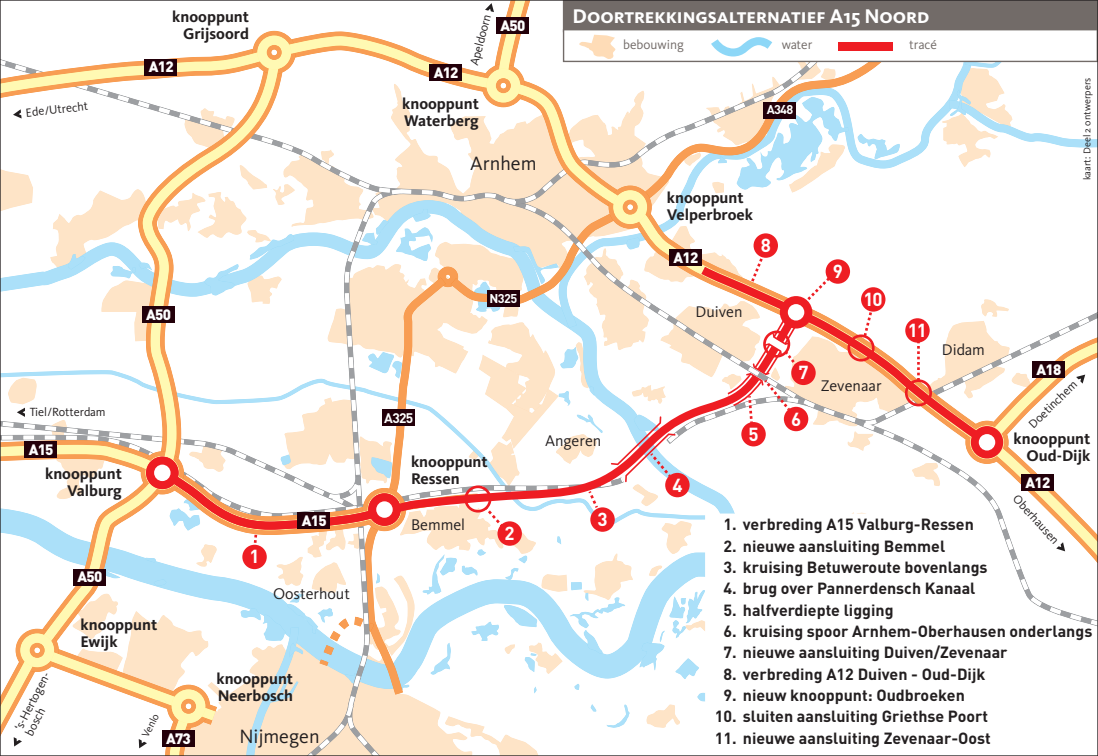 Doortrekkingsalternatief A15 Noord
bebouwing
water
tracé
kaart: Deel 2 ontwerpers
knooppunt
Grijsoord
Apeldoorn
A50
A12
A12
Ede/Utrecht
knooppunt
Waterberg
A348
Arnhem
knooppunt
Velperbroek
A12
8
9
N325
10
A50
Duiven
11
Didam
7
Zevenaar
A18
Doetinchem
Tiel/Rotterdam
A325
6
5
Angeren
A15
knooppunt
Valburg
knooppunt
Ressen
knooppunt
Oud-Dijk
4
A12
Oberhausen
A15
Bemmel
3
2
1
A50
Oosterhout
knooppunt
Ewijk
knooppunt
Neerbosch
's-Hertogen-
bosch
Venlo
A73
Nijmegen
1. verbreding A15 Valburg-Ressen
2. nieuwe aansluiting Bemmel
3. kruising Betuweroute bovenlangs
4. brug over Pannerdensch Kanaal
5. halfverdiepte ligging
6. kruising spoor Arnhem-Oberhausen onderlangs
7. nieuwe aansluiting Duiven/Zevenaar
8. verbreding A12 Duiven - Oud-Dijk
9. nieuw knooppunt: Oudbroeken
10. sluiten aansluiting Griethse Poort
11. nieuwe aansluiting Zevenaar-Oost